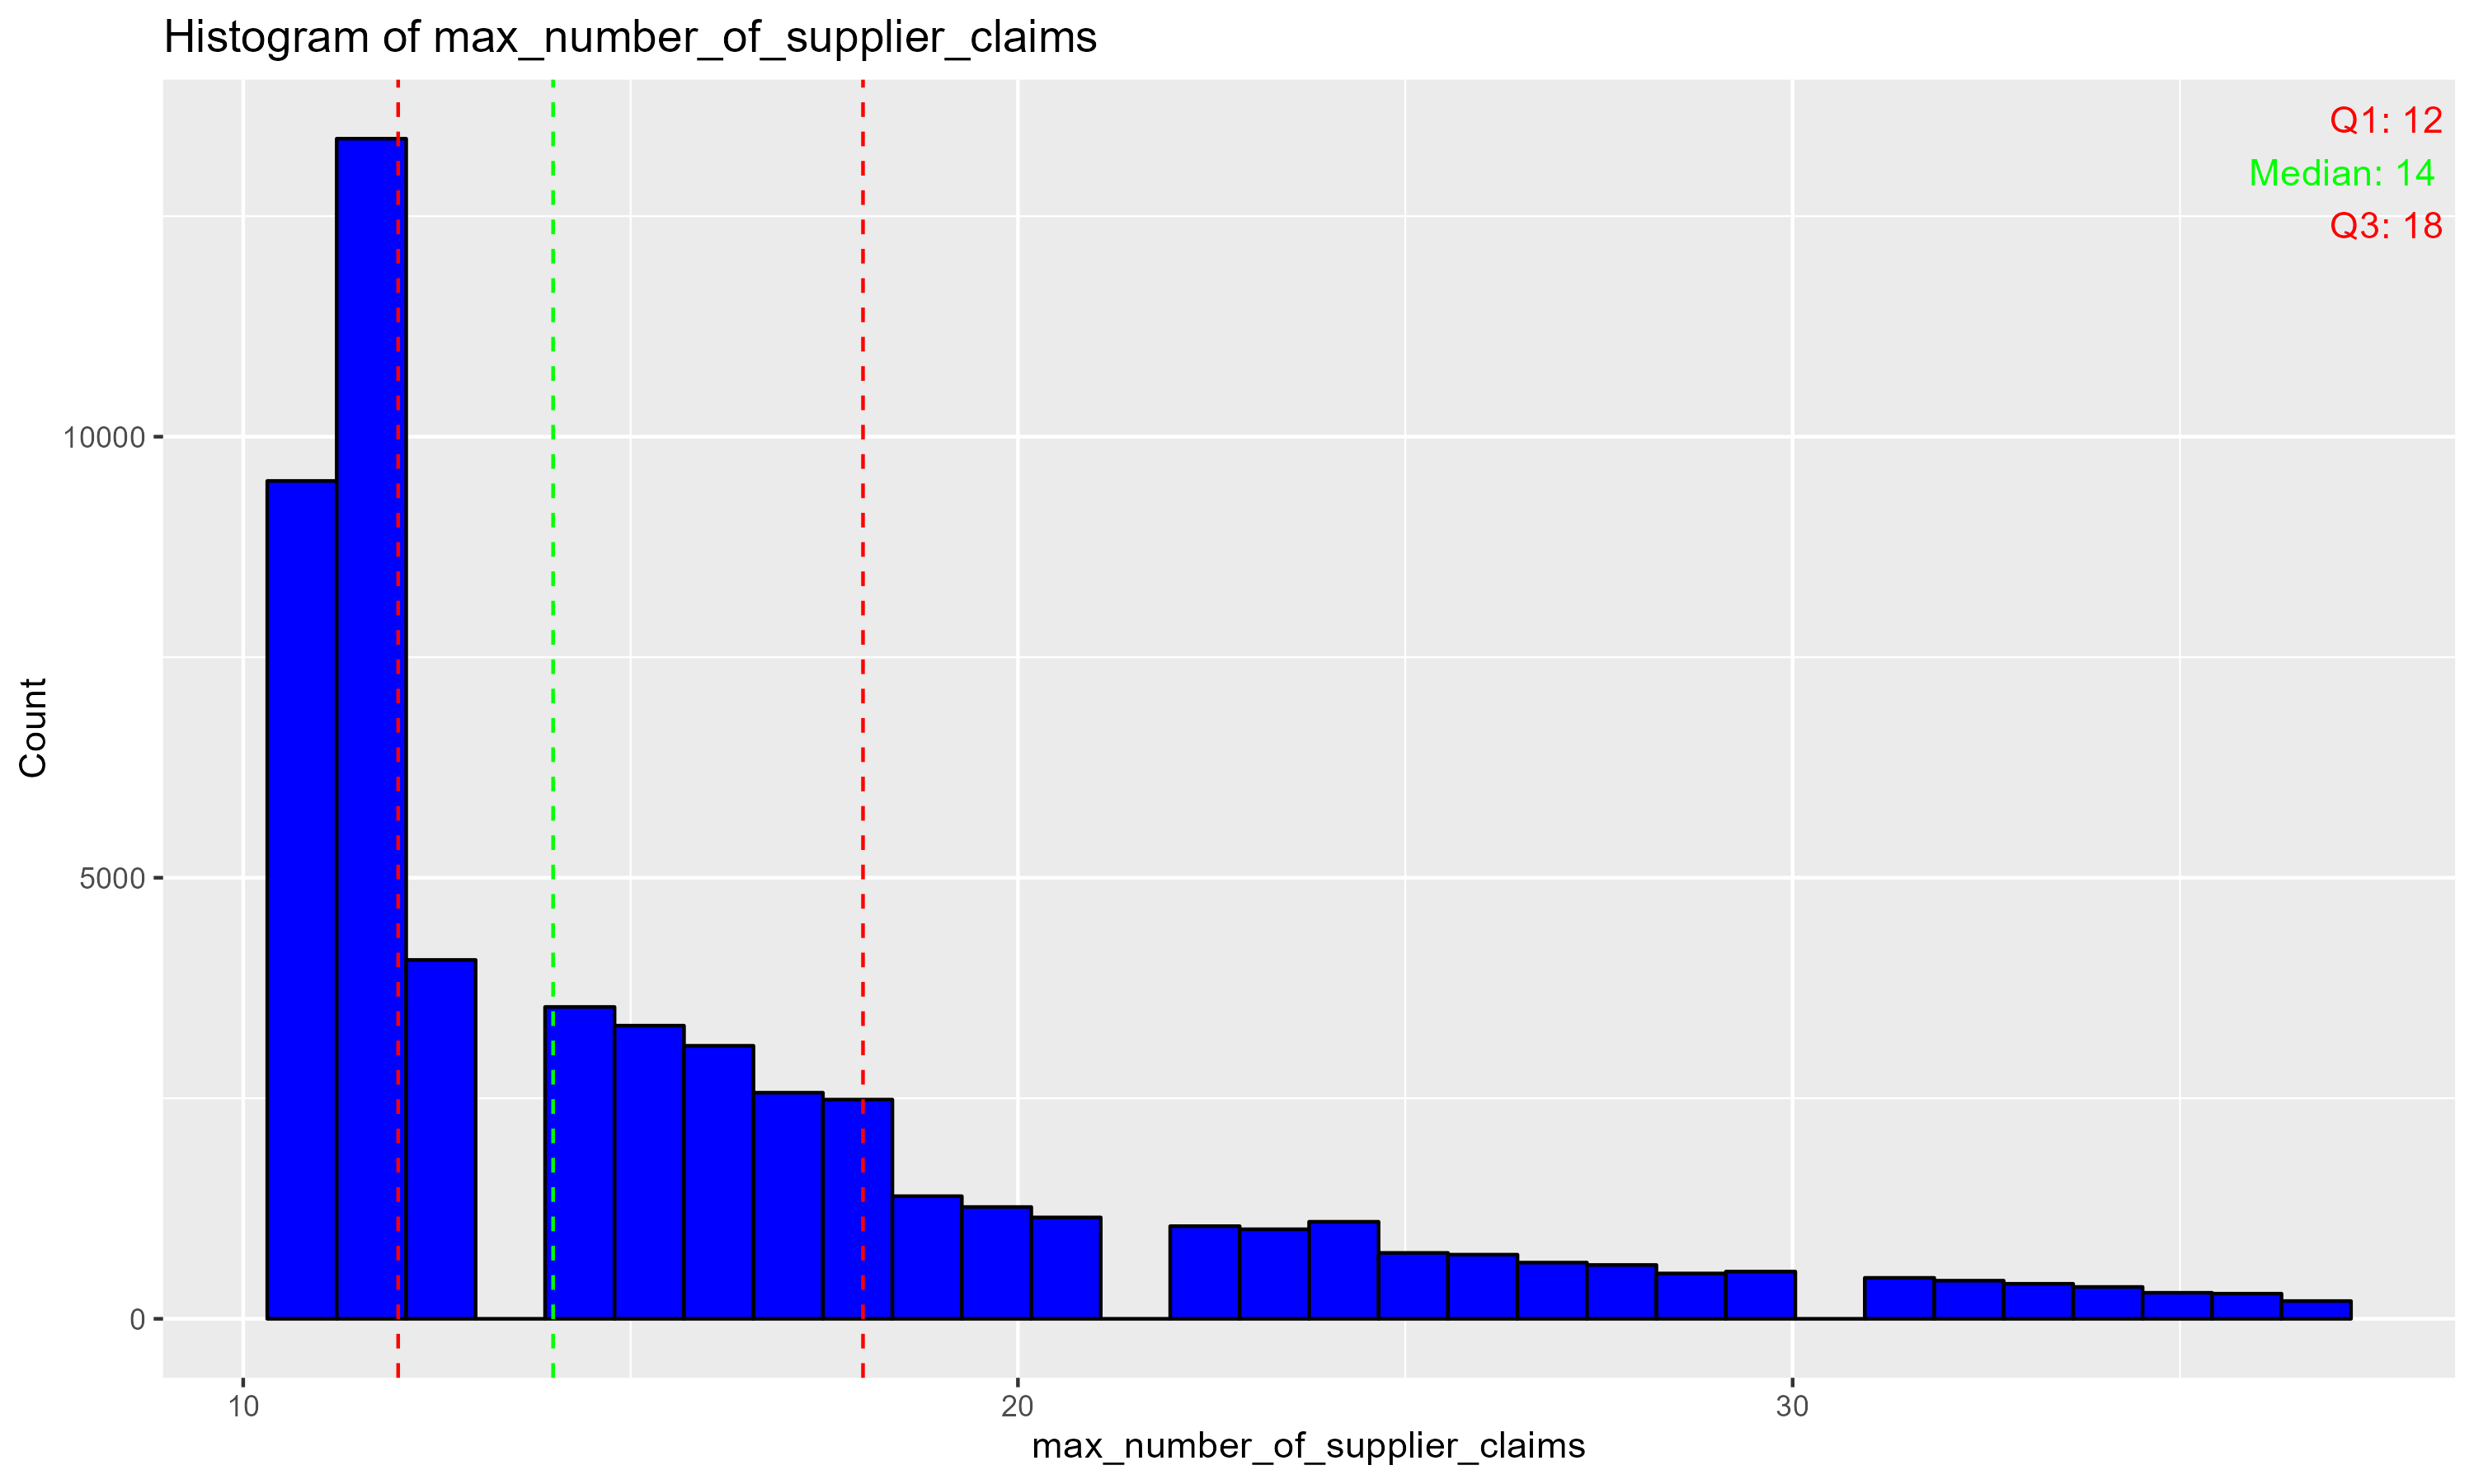 Histogram of max_number_of_supplier_claims
Q1: 12
Median: 14
Q3: 18
10000
5000
0
Count
10
20
30
max_number_of_supplier_claims